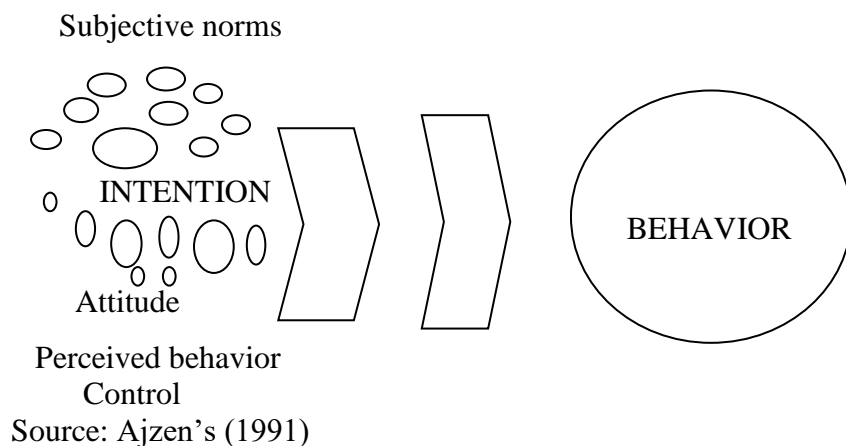 Subjective norms
INTENTION
BEHAVIOR
Attitude
Perceived behavior
Control
Source: Ajzen's (1991)